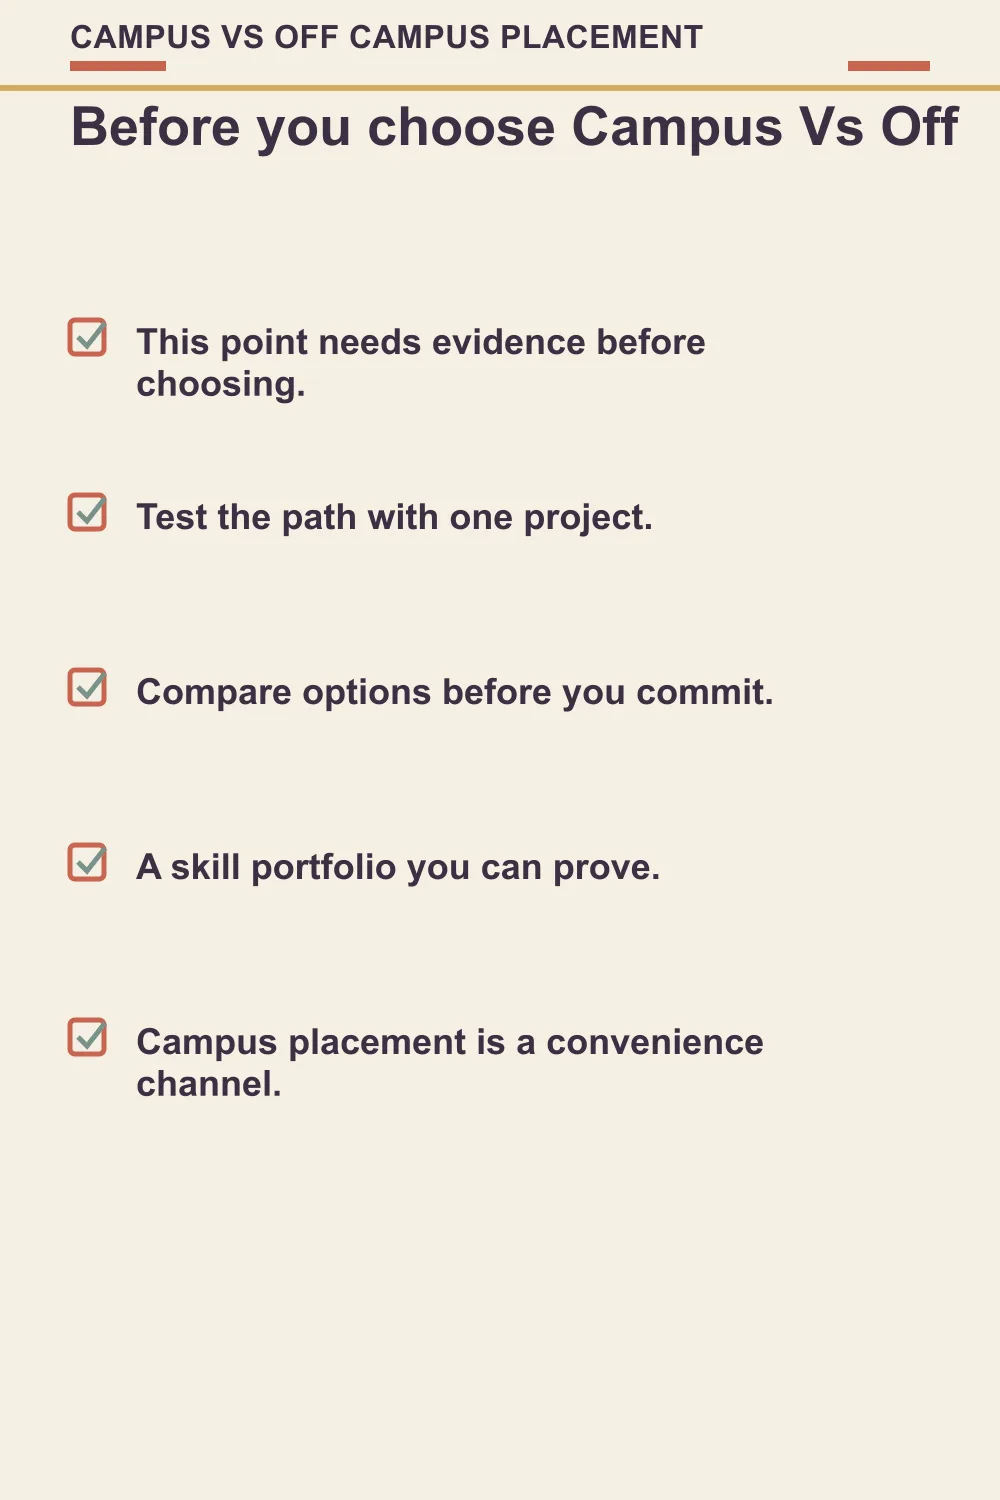 CAMPUS VS OFF CAMPUS PLACEMENT
Before you choose Campus Vs Off
This point needs evidence before
choosing.
Test the path with one project.
Compare options before you commit.
A skill portfolio you can prove.
Campus placement is a convenience
channel.